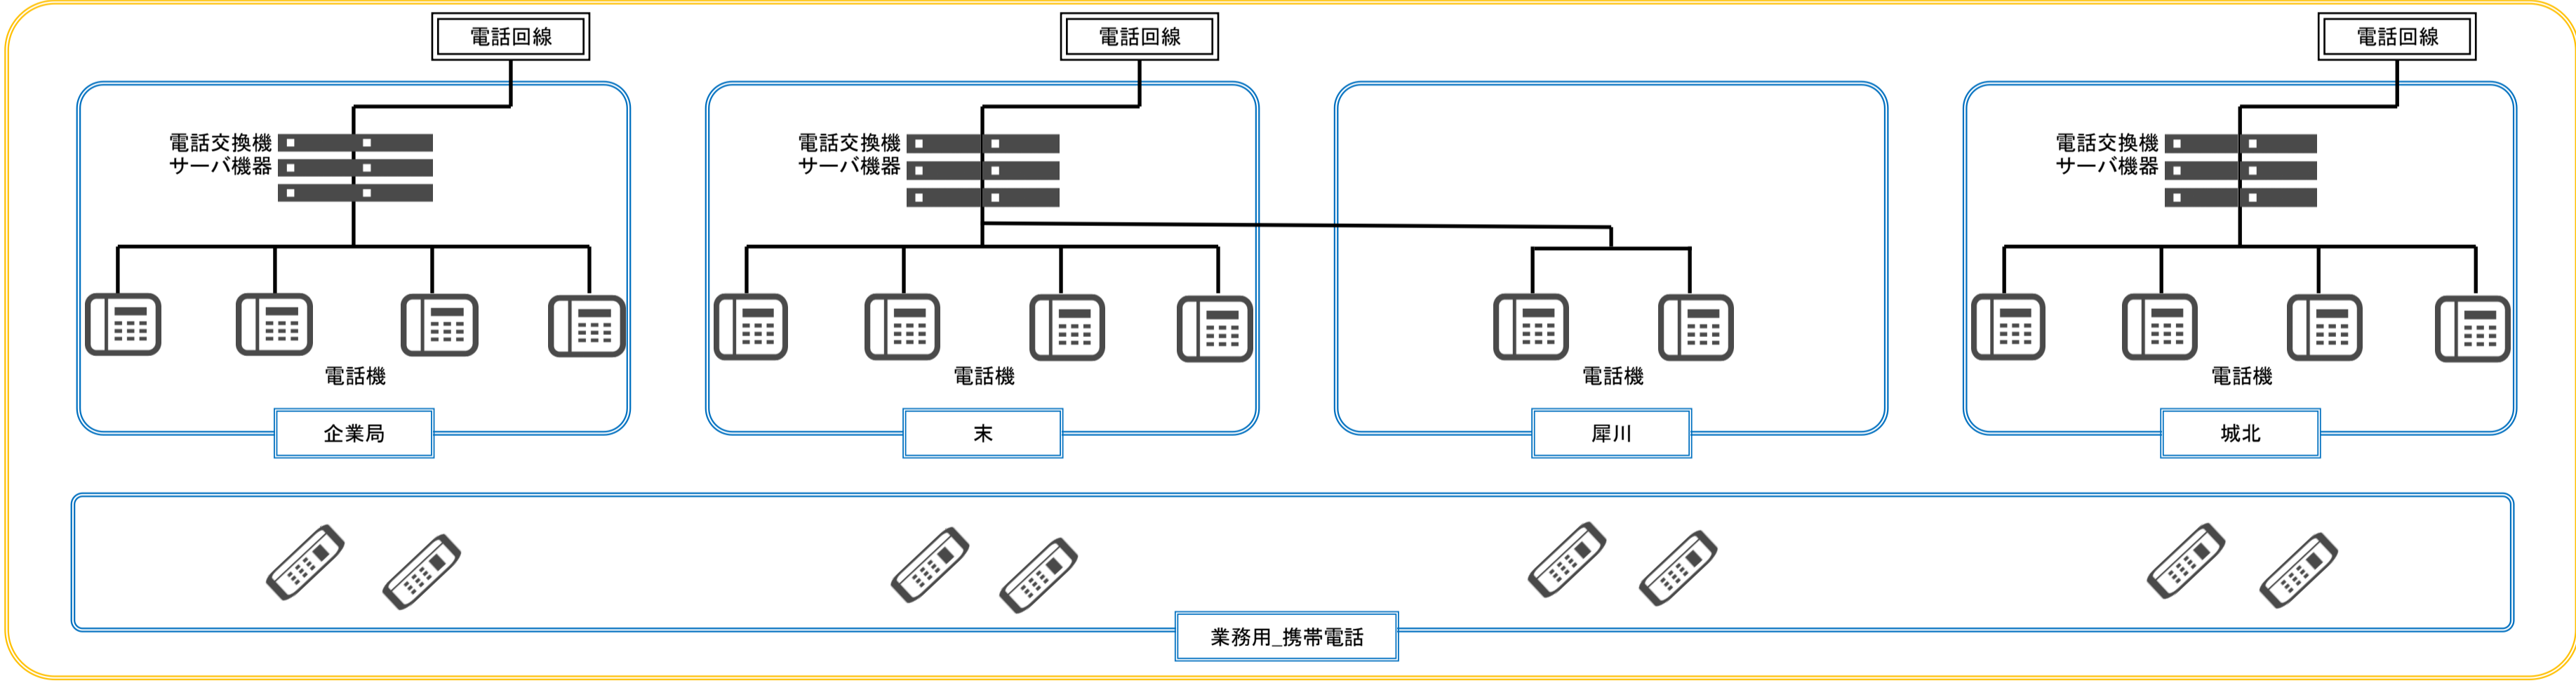 電話回線
電話回線
電話回線
電話交換機
サーバ機器
電話交換機
サーバ機器
電話交換機
サーバ機器
電話機
電話機
電話機
電話機
企業局
末
犀川
城北
業務用_携帯電話